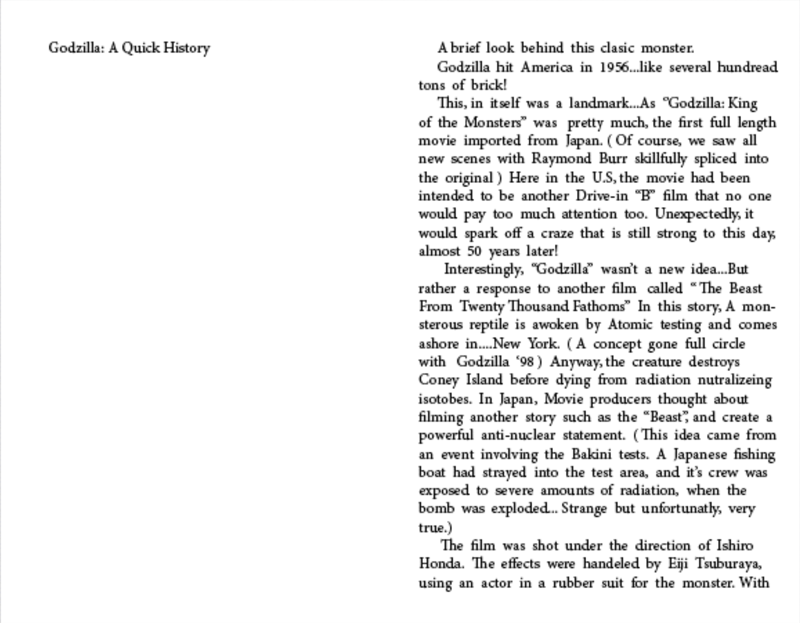 Godzilla: A Quick History
A brief look behind this clasic monster.
Godzilla hit America in 1956...like several hundread
tons of brick!
This, in itself was a landmark...As "Godzilla: King
of the Monsters" was pretty much, the first full length
movie imported from Japan. ( Of course, we saw all
new scenes with Raymond Burr skillfully spliced into
the original ) Here in the U.S, the movie had been
intended to be another Drive-in "B" film that no one
would pay too much attention too. Unexpectedly, it
would spark off a craze that is still strong to this day,
almost 50 years later!
Interestingly, "Godzilla" wasn't a new idea...But
rather a response to another film called " The Beast
From Twenty Thousand Fathoms" In this story, A mon-
sterous reptile is awoken by Atomic testing and comes
ashore in....New York. ( A concept gone full circle
with Godzilla '98 ) Anyway, the creature destroys
Coney Island before dying from radiation nutralizeing
isotobes. In Japan, Movie producers thought about
filming another story such as the "Beast", and create a
powerful anti-nuclear statement. ( This idea came from
an event involving the Bakini tests. A Japanese fishing
boat had strayed into the test area, and it's crew was
exposed to severe amounts of radiation, when the
bomb was exploded... Strange but unfortunatly, very
true.)
The film was shot under the direction of Ishiro
Honda. The effects were handeled by Eiji Tsuburaya,
using an actor in a rubber suit for the monster. With